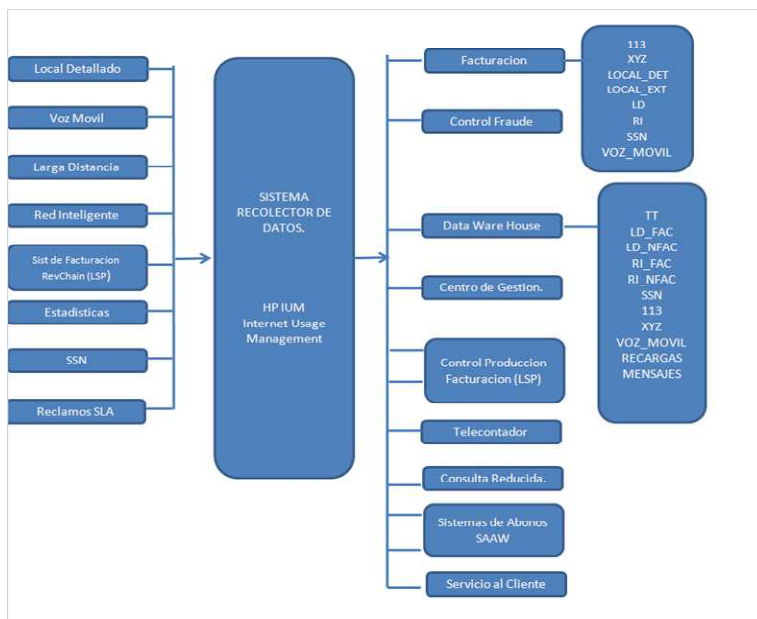 Local Detallado
Voz Movil
Larga Distancia
Red Inteligente
Sist de Facturacion
RevChain (LSP)
Estadisticas
SSN
Reclamos SLA
SISTEMA
RECOLECTOR DE
DATOS.
HP IUM
Internet Usage
Management
Facturacion
Control Fraude
Data Ware House
Centro de Gestion.
Control Produccion
Facturacion (LSP)
Telecontador
Consulta Reducida.
Sistemas de Abonos
SAAW
Servicio al Cliente
113
XYZ
LOCAL_DET
LOCAL_EXT
LD
RI
SSN
VOZ_MOVIL
TT
LD_FAC
LD_NFAC
RI_FAC
RI_NFAC
SSN
113
XYZ
VOZ_MOVIL
RECARGAS
MENSAJES